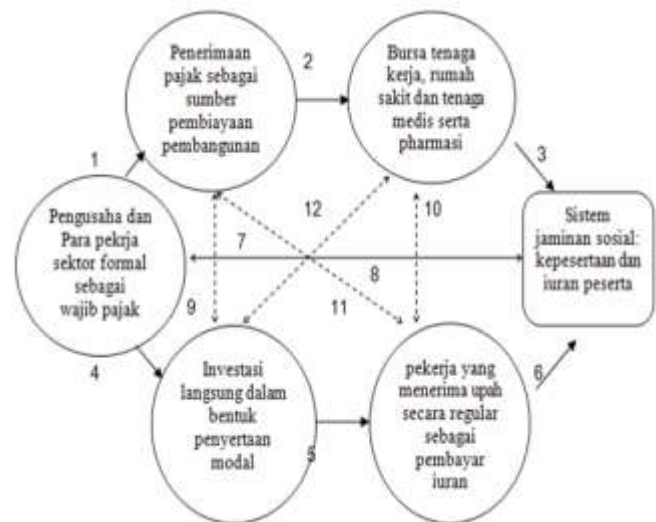 Penerimaan
pajak sebagai
sumber
pembiayaan
pembangunan
2
Bursa tenaga
kerja, rumah
sakit dan tenaga
medis serta
pharmasi
1
3
12
10
Pengusaha dan
Para pekrja
sektor formal
sebagai
wajib pajak
7
8
Sistem
jaminan sosial:
kepesertaan dan
iuran peserta
9
11
4
Investasi
langsung dalam
bentuk
penyertaan
modal
5
pekerja yang
menerima upah
secara regular
sebagai
pembayar
iuran
6